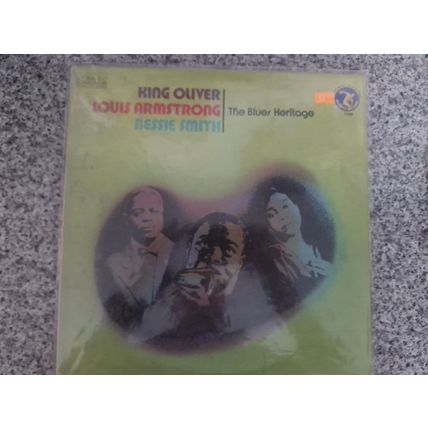 KING OLIVER
LOUIS ARMSTRONG
BESSIE SMITH
The Blues Heritage